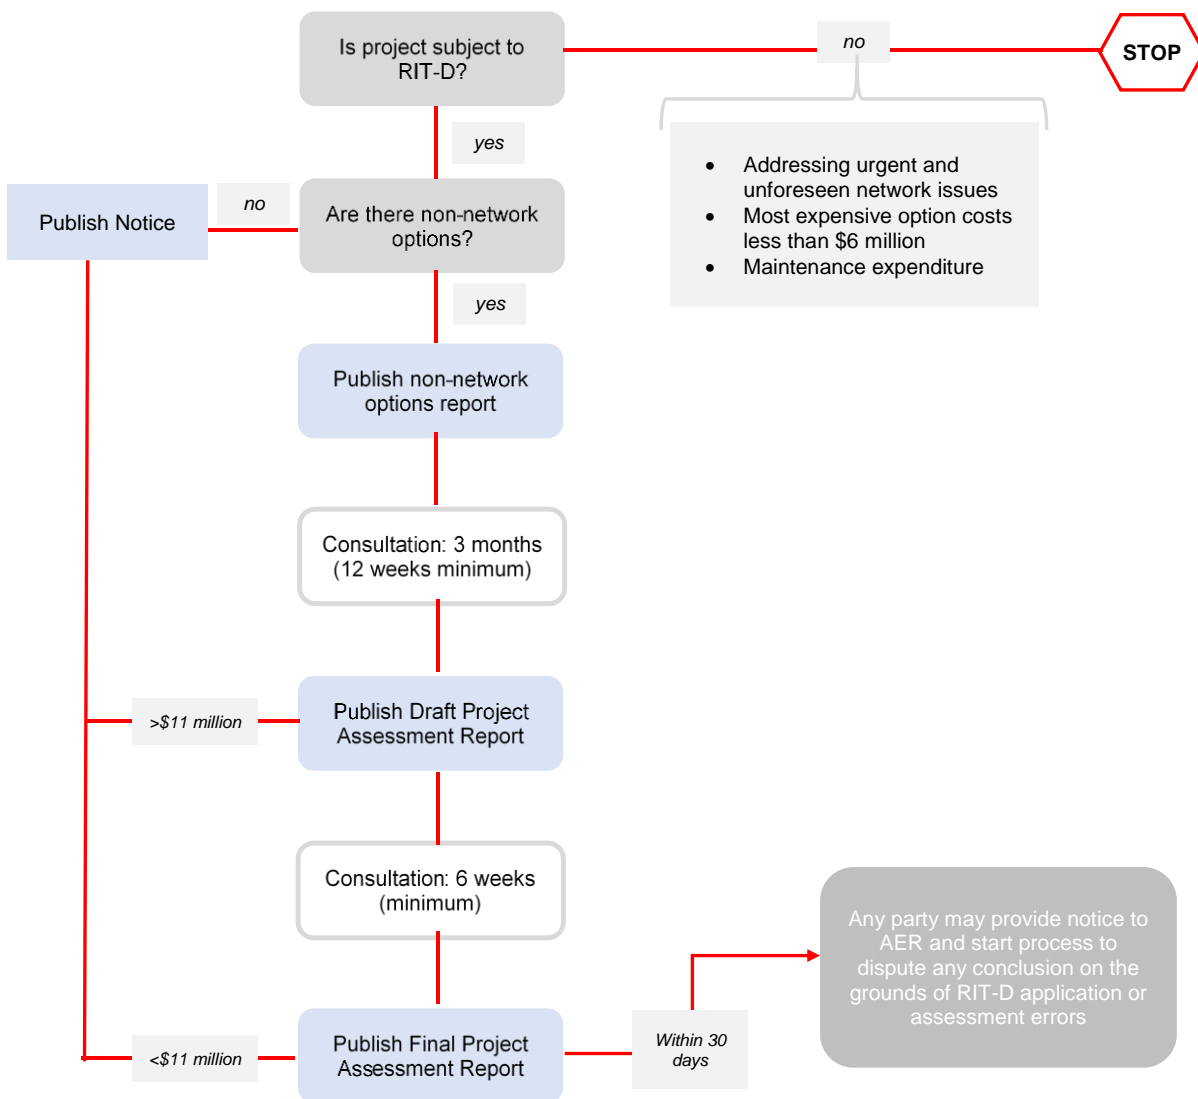 Is project subject to
RIT-D?
no
STOP
yes
• Addressing urgent and
unforeseen network issues
• Most expensive option costs
less than $6 million
• Maintenance expenditure
Publish Notice
no
Are there non-network
options?
yes
Publish non-network
options report
Consultation: 3 months
(12 weeks minimum)
>$11 million
Publish Draft Project
Assessment Report
Consultation: 6 weeks
(minimum)
Any party may provide notice to
AER and start process to
dispute any conclusion on the
grounds of RIT-D application or
assessment errors
<$11 million
Publish Final Project
Assessment Report
Within 30
days